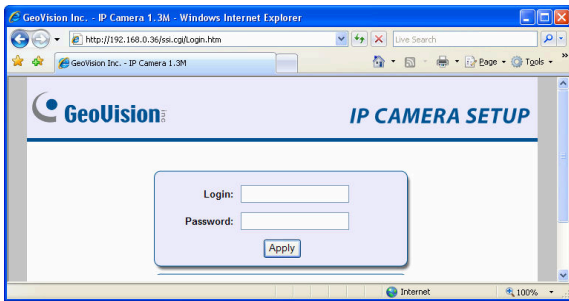 GeoVision Inc. - IP Camera 1.3M - Windows Internet Explorer
http://192.168.0.36/ssi.cgi/Login.htm
Live Search
GeoVision Inc. - IP Camera 1.3M
Page
Tools
GeoVision
IP CAMERA SETUP
Login:
Password:
Apply
Internet
100%